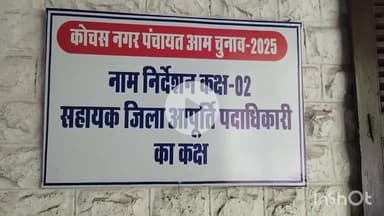 कोचस नगर पंचायत आम चुनाव-2025
नाम निर्देशन कक्ष-02
सहायक जिला आपूर्ति पदाधिकारी
का कक्ष
InShOt